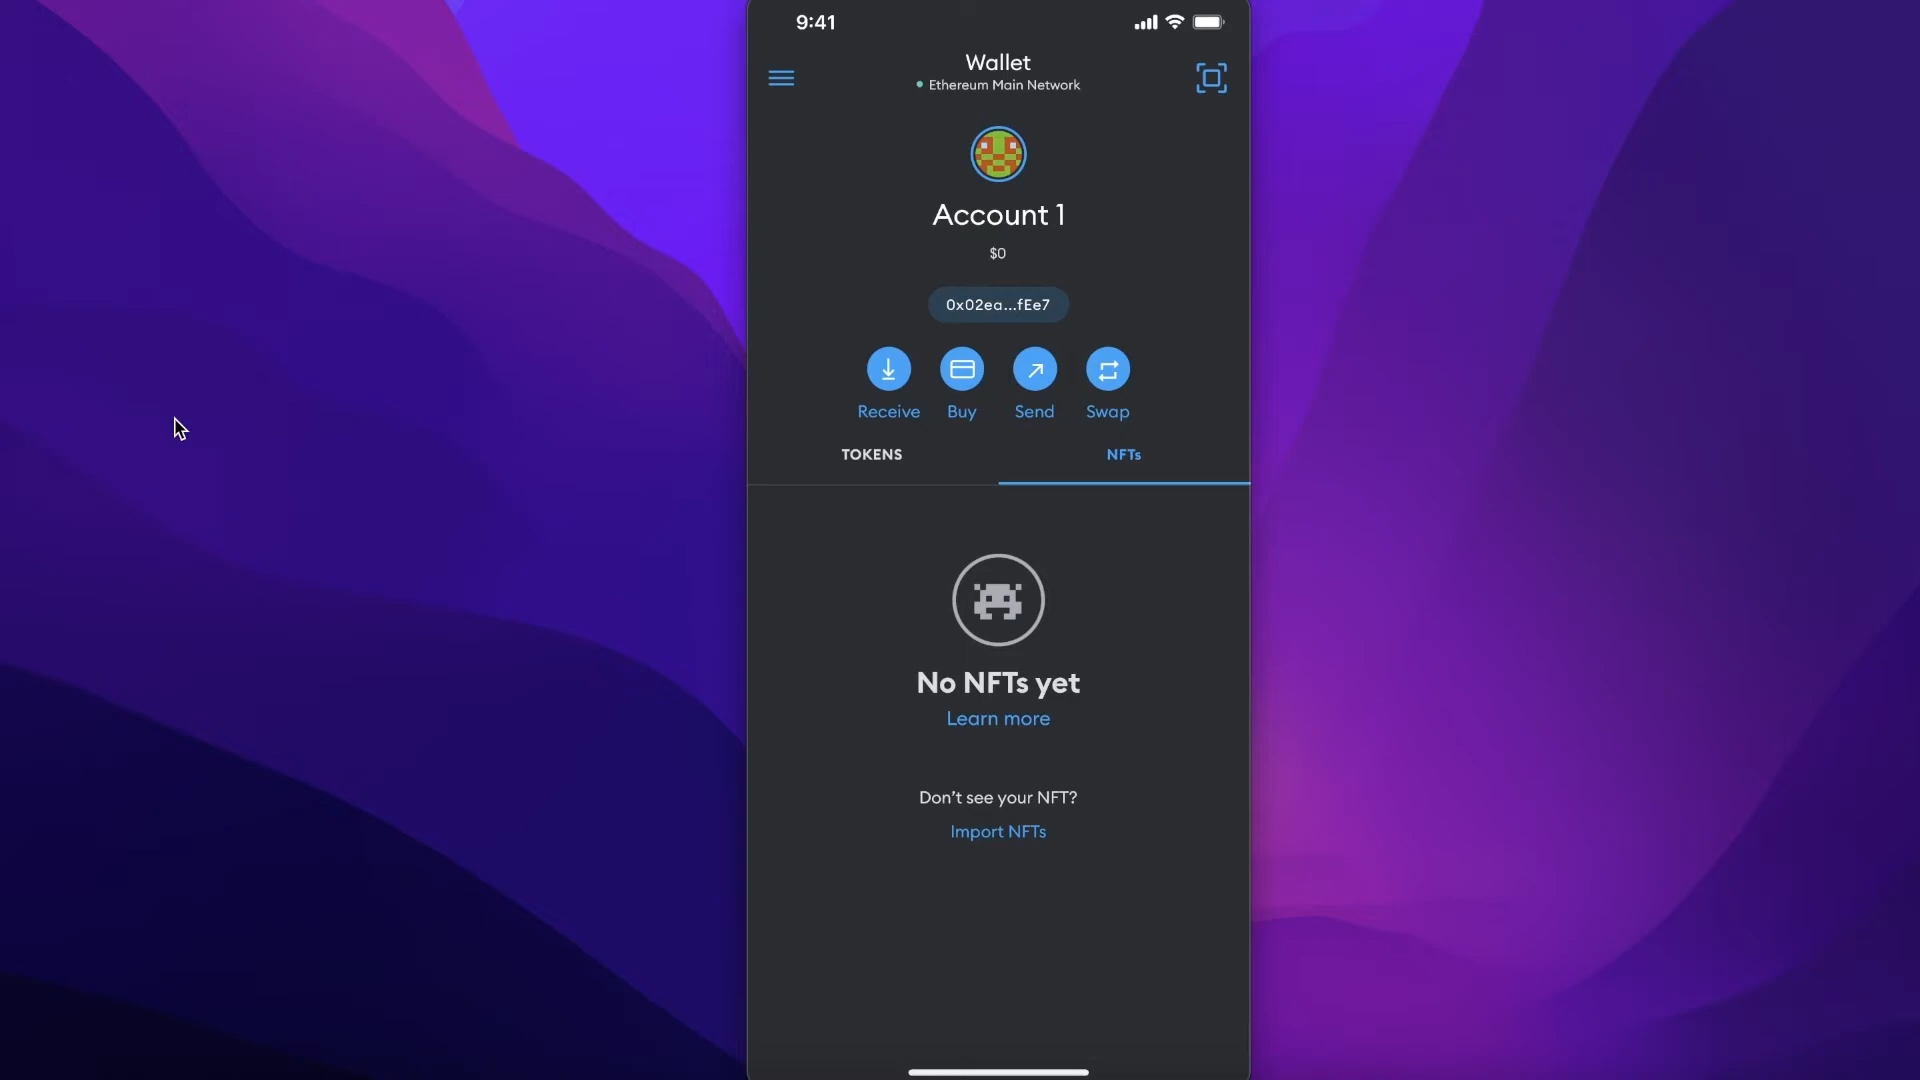 9:41
Wallet
Ethereum Main Network
Account 1
$0
0x02ea...fEe7
Receive Buy Send Swap
TOKENS NFTs
No NFTs yet
Learn more
Don't see your NFT?
Import NFTs